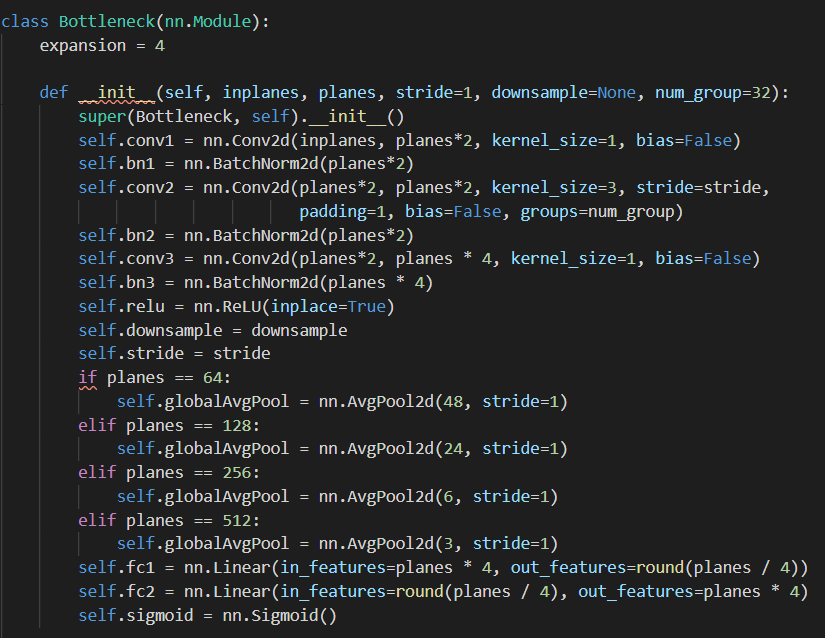 class Bottleneck(nn.Module):
    expansion = 4

    def __init__(self, inplanes, planes, stride=1, downsample=None, num_group=32):
        super(Bottleneck, self).__init__()
        self.conv1 = nn.Conv2d(inplanes, planes*2, kernel_size=1, bias=False)
        self.bn1 = nn.BatchNorm2d(planes*2)
        self.conv2 = nn.Conv2d(planes*2, planes*2, kernel_size=3, stride=stride,
                               padding=1, bias=False, groups=num_group)
        self.bn2 = nn.BatchNorm2d(planes*2)
        self.conv3 = nn.Conv2d(planes*2, planes * 4, kernel_size=1, bias=False)
        self.bn3 = nn.BatchNorm2d(planes * 4)
        self.relu = nn.ReLU(inplace=True)
        self.downsample = downsample
        self.stride = stride
        if planes == 64:
            self.globalAvgPool = nn.AvgPool2d(48, stride=1)
        elif planes == 128:
            self.globalAvgPool = nn.AvgPool2d(24, stride=1)
        elif planes == 256:
            self.globalAvgPool = nn.AvgPool2d(6, stride=1)
        elif planes == 512:
            self.globalAvgPool = nn.AvgPool2d(3, stride=1)
        self.fc1 = nn.Linear(in_features=planes * 4, out_features=round(planes / 4))
        self.fc2 = nn.Linear(in_features=round(planes / 4), out_features=planes * 4)
        self.sigmoid = nn.Sigmoid()